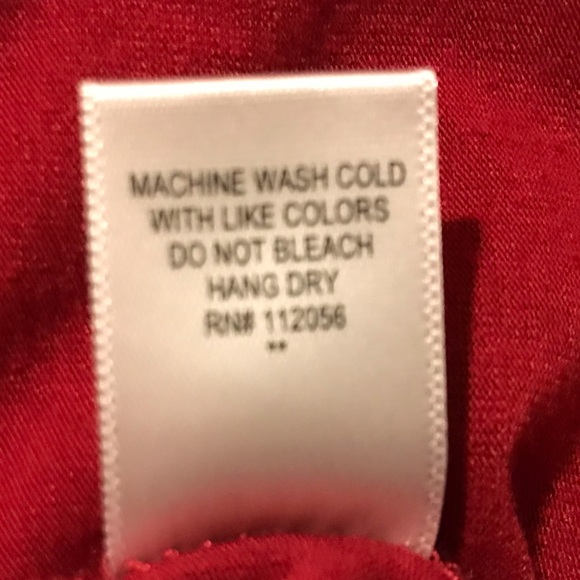 MACHINE WASH COLD
WITH LIKE COLORS
DO NOT BLEACH
HANG DRY
RN# 112056
**